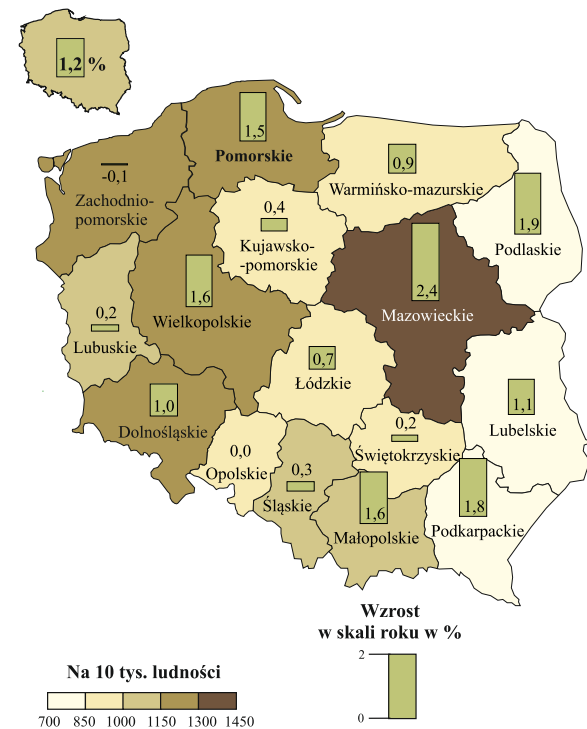 1,2 %
1,5
Pomorskie
-0,1
Zachodnio-
pomorskie
0,9
Warmińsko-mazurskie
1,9
Podlaskie
0,4
Kujawsko-
-pomorskie
2,4
Mazowieckie
1,6
Wielkopolskie
0,2
Lubuskie
0,7
Łódzkie
1,0
Dolnośląskie
1,1
Lubelskie
0,2
Świętokrzyskie
0,0
Opolskie
0,3
Śląskie
1,6
Małopolskie
1,8
Podkarpackie
Wzrost
w skali roku w %
2
0
Na 10 tys. ludności
700 850 1000 1150 1300 1450